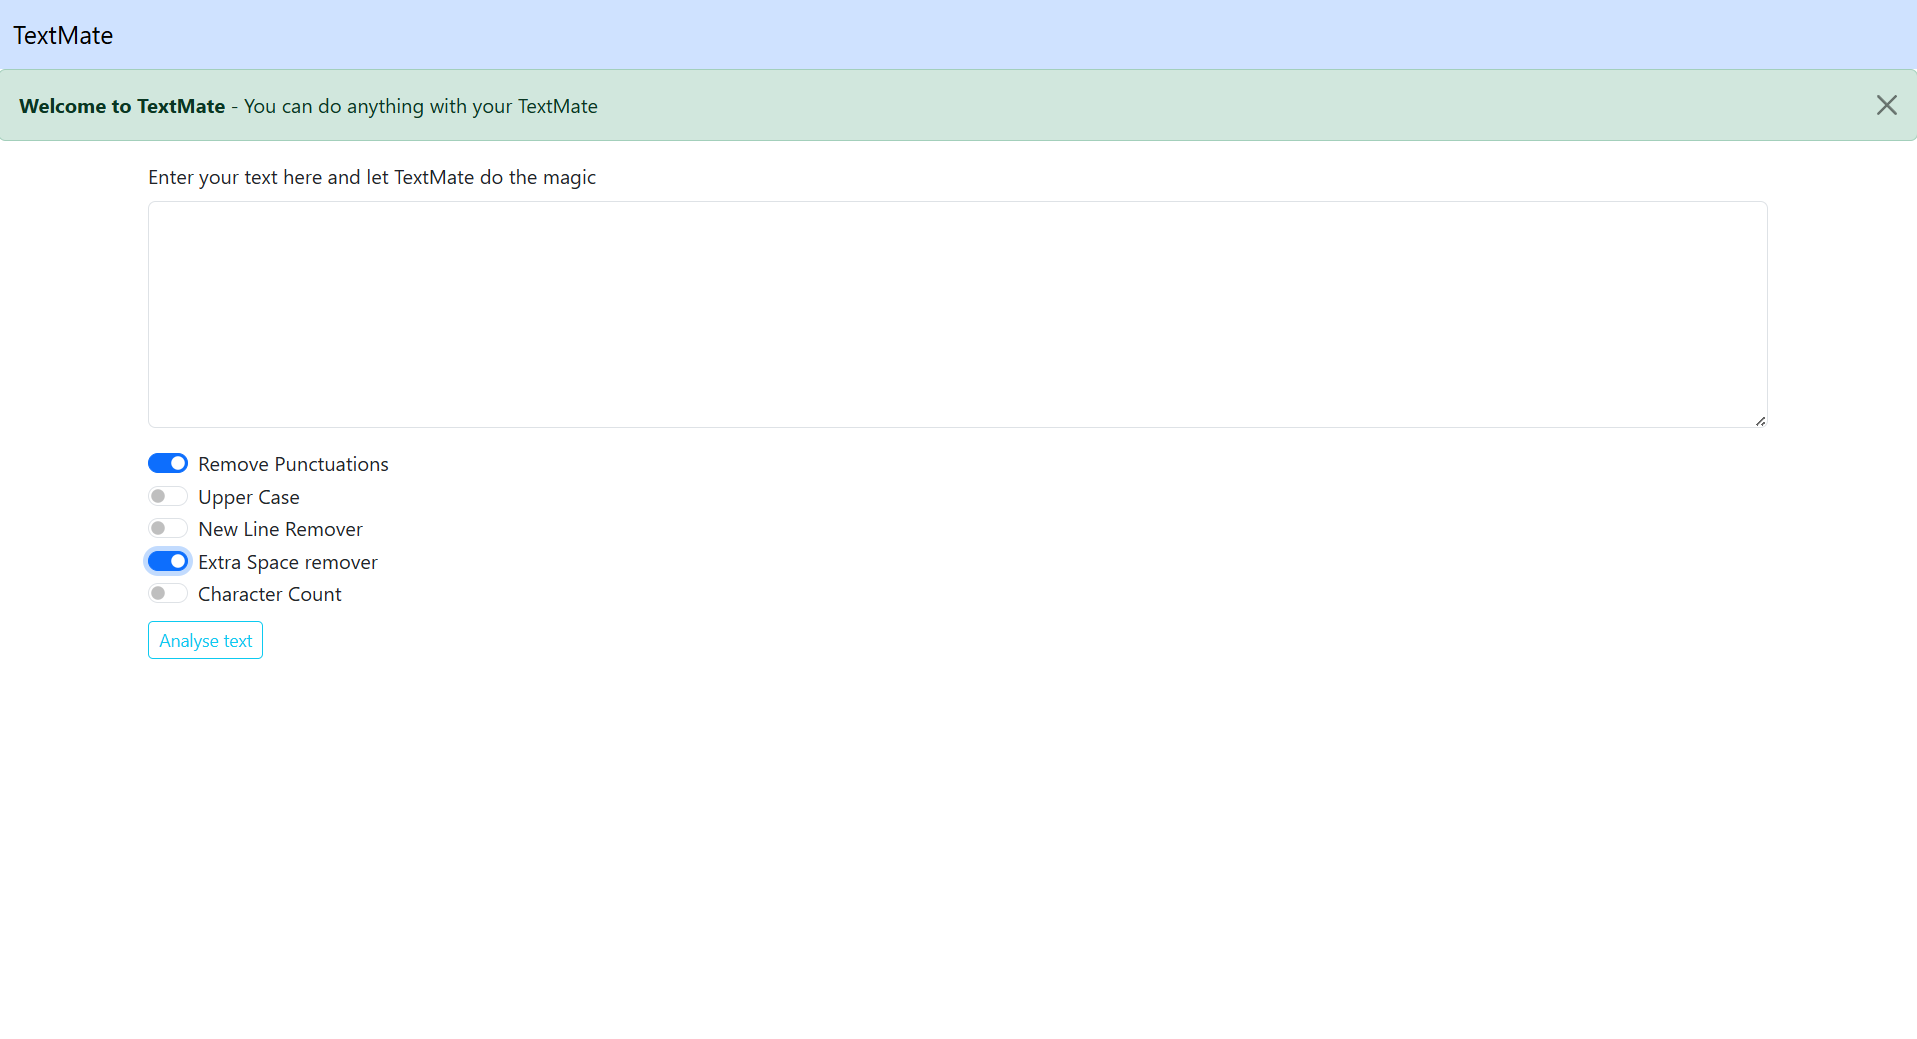 TextMate
Welcome to TextMate - You can do anything with your TextMate
Enter your text here and let TextMate do the magic
Remove Punctuations
Upper Case
New Line Remover
Extra Space remover
Character Count
Analyse text